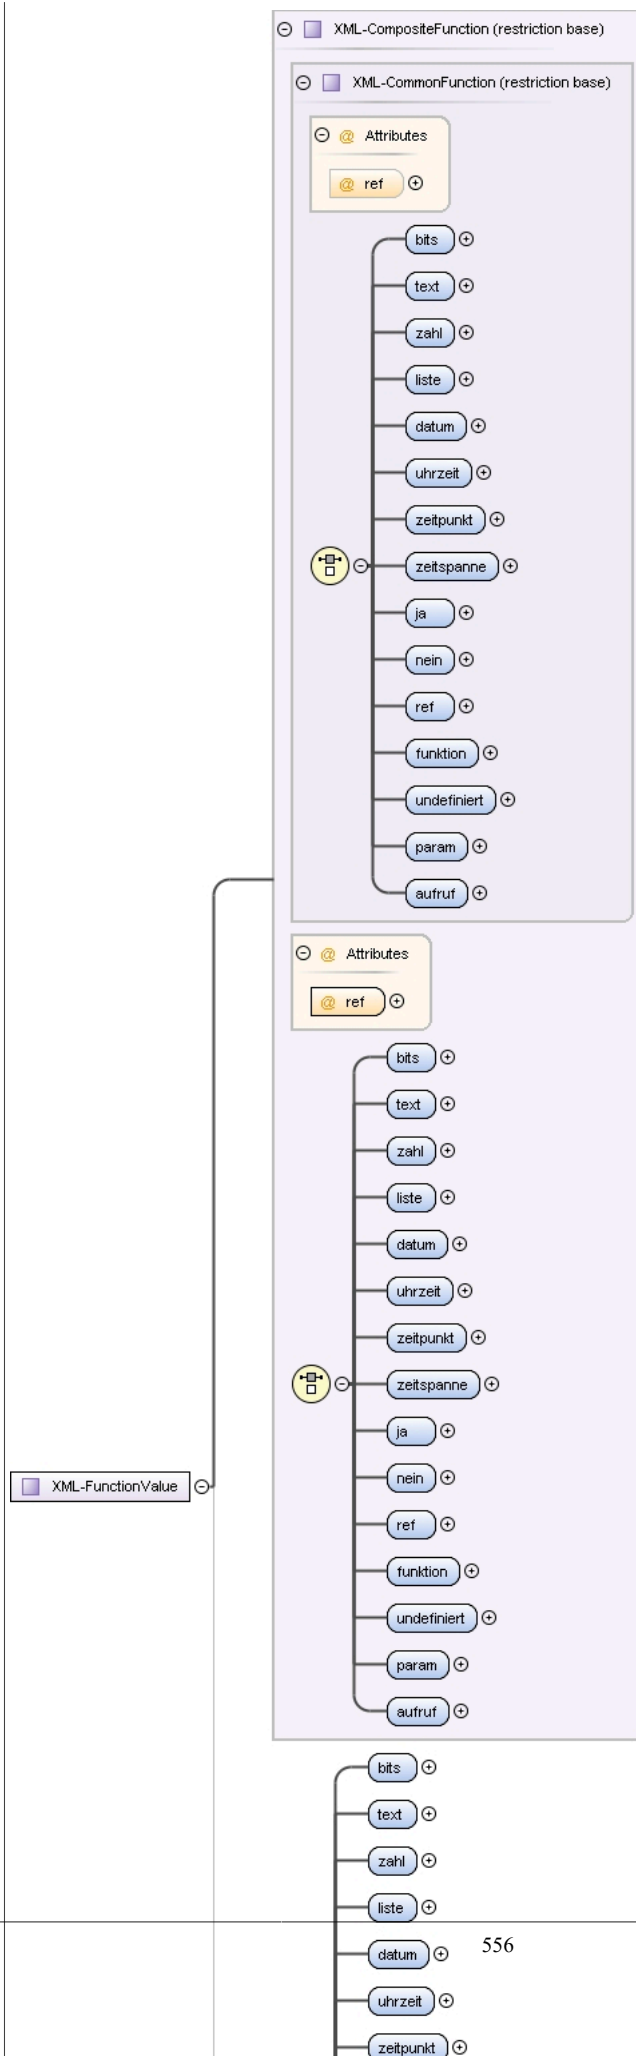 XML-CompositeFunction (restriction base)
XML-CommonFunction (restriction base)
@ Attributes
@ ref
bits
text
zahl
liste
datum
uhrzeit
zeitpunkt
zeitspanne
ja
nein
ref
funktion
undefiniert
param
aufruf
@ Attributes
@ ref
bits
text
zahl
liste
datum
uhrzeit
zeitpunkt
zeitspanne
ja
XML-FunctionValue
nein
ref
funktion
undefiniert
param
aufruf
bits
text
zahl
liste
datum
556
uhrzeit
zeitpunkt